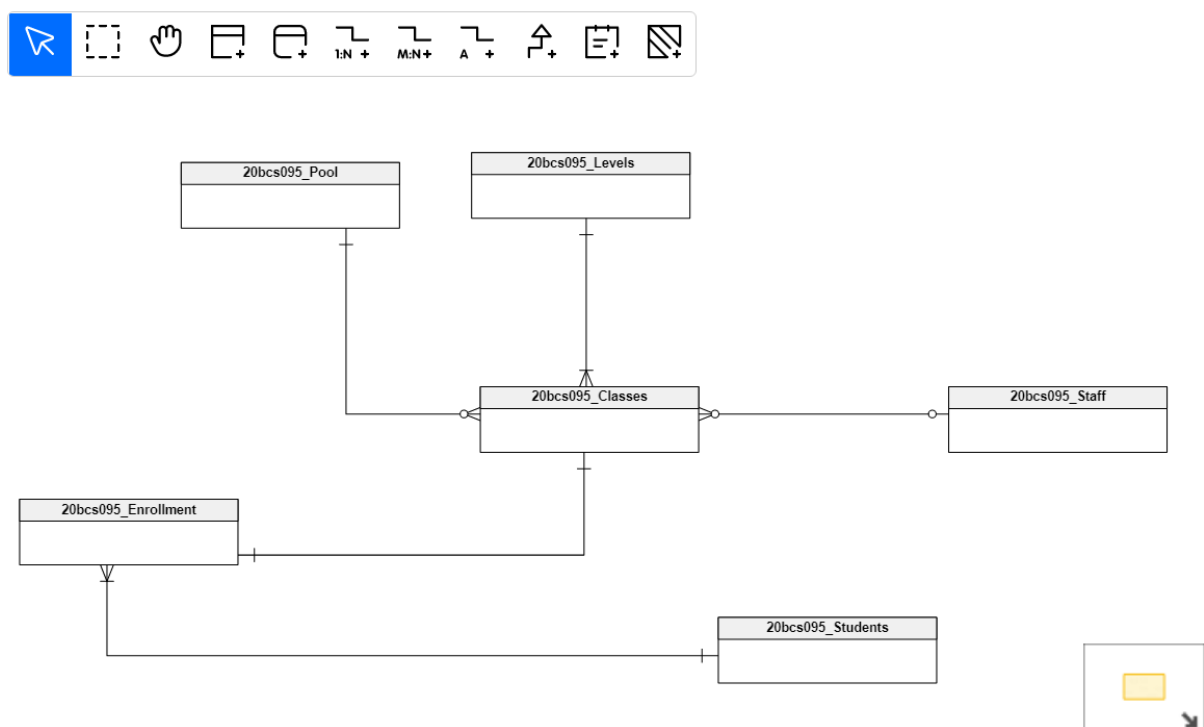 1:N
M:N
A
20bcs095_Pool
20bcs095_Levels
20bcs095_Classes
20bcs095_Staff
20bcs095_Enrollment
20bcs095_Students